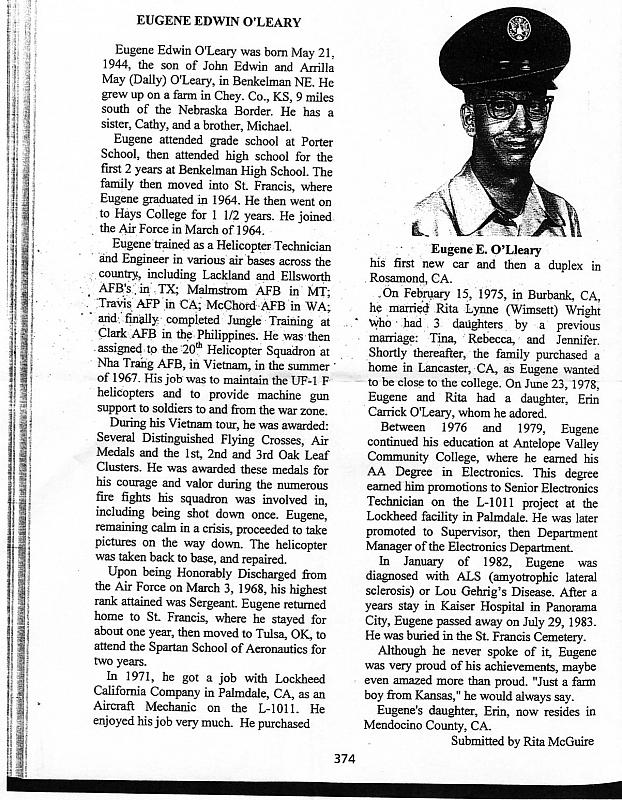 EUGENE EDWIN O'LEARY
Eugene Edwin O'Leary was born May 21,
1944, the son of John Edwin and Arrilla
May (Dally) O'Leary, in Benkelman NE. He
grew up on a farm in Chey. Co., KS, 9 miles
south of the Nebraska Border. He has a
sister, Cathy, and a brother, Michael.
Eugene attended grade school at Porter
School, then attended high school for the
first 2 years at Benkelman High School. The
family then moved into St. Francis, where
Eugene graduated in 1964. He then went on
to Hays College for 1 1/2 years. He joined
the Air Force in March of 1964.
Eugene trained as a Helicopter Technician
and Engineer in various air bases across the
country, including Lackland and Ellsworth
AFB's in TX; Malmstrom AFB in MT;
Travis AFP in CA; McChord AFB in WA;
and finally completed Jungle Training at
Clark AFB in the Philippines. He was then
assigned to the 20th Helicopter Squadron at
Nha Trang AFB, in Vietnam, in the summer
of 1967. His job was to maintain the UF-1 F
helicopters and to provide machine gun
support to soldiers to and from the war zone.
During his Vietnam tour, he was awarded:
Several Distinguished Flying Crosses, Air
Medals and the 1st, 2nd and 3rd Oak Leaf
Clusters. He was awarded these medals for
his courage and valor during the numerous
fire fights his squadron was involved in,
including being shot down once. Eugene,
remaining calm in a crisis, proceeded to take
pictures on the way down. The helicopter
was taken back to base, and repaired.
Upon being Honorably Discharged from
the Air Force on March 3, 1968, his highest
rank attained was Sergeant. Eugene returned
home to St. Francis, where he stayed for
about one year, then moved to Tulsa, OK, to
attend the Spartan School of Aeronautics for
two years.
In 1971, he got a job with Lockheed
California Company in Palmdale, CA, as an
Aircraft Mechanic on the L-1011. He
enjoyed his job very much. He purchased
Eugene E. O'Lleary
his first new car and then a duplex in
Rosamond, CA.
On February 15, 1975, in Burbank, CA,
he married Rita Lynne (Wimsett) Wright
who had 3 daughters by a previous
marriage: Tina, Rebecca, and Jennifer.
Shortly thereafter, the family purchased a
home in Lancaster, CA, as Eugene wanted
to be close to the college. On June 23, 1978,
Eugene and Rita had a daughter, Erin
Carrick O'Leary, whom he adored.
Between 1976 and 1979, Eugene
continued his education at Antelope Valley
Community College, where he earned his
AA Degree in Electronics. This degree
earned him promotions to Senior Electronics
Technician on the L-1011 project at the
Lockheed facility in Palmdale. He was later
promoted to Supervisor, then Department
Manager of the Electronics Department.
In January of 1982, Eugene was
diagnosed with ALS (amyotrophic lateral
sclerosis) or Lou Gehrig's Disease. After a
years stay in Kaiser Hospital in Panorama
City, Eugene passed away on July 29, 1983.
He was buried in the St. Francis Cemetery.
Although he never spoke of it, Eugene
was very proud of his achievements, maybe
even amazed more than proud. "Just a farm
boy from Kansas," he would always say.
Eugene's daughter, Erin, now resides in
Mendocino County, CA.
Submitted by Rita McGuire
374